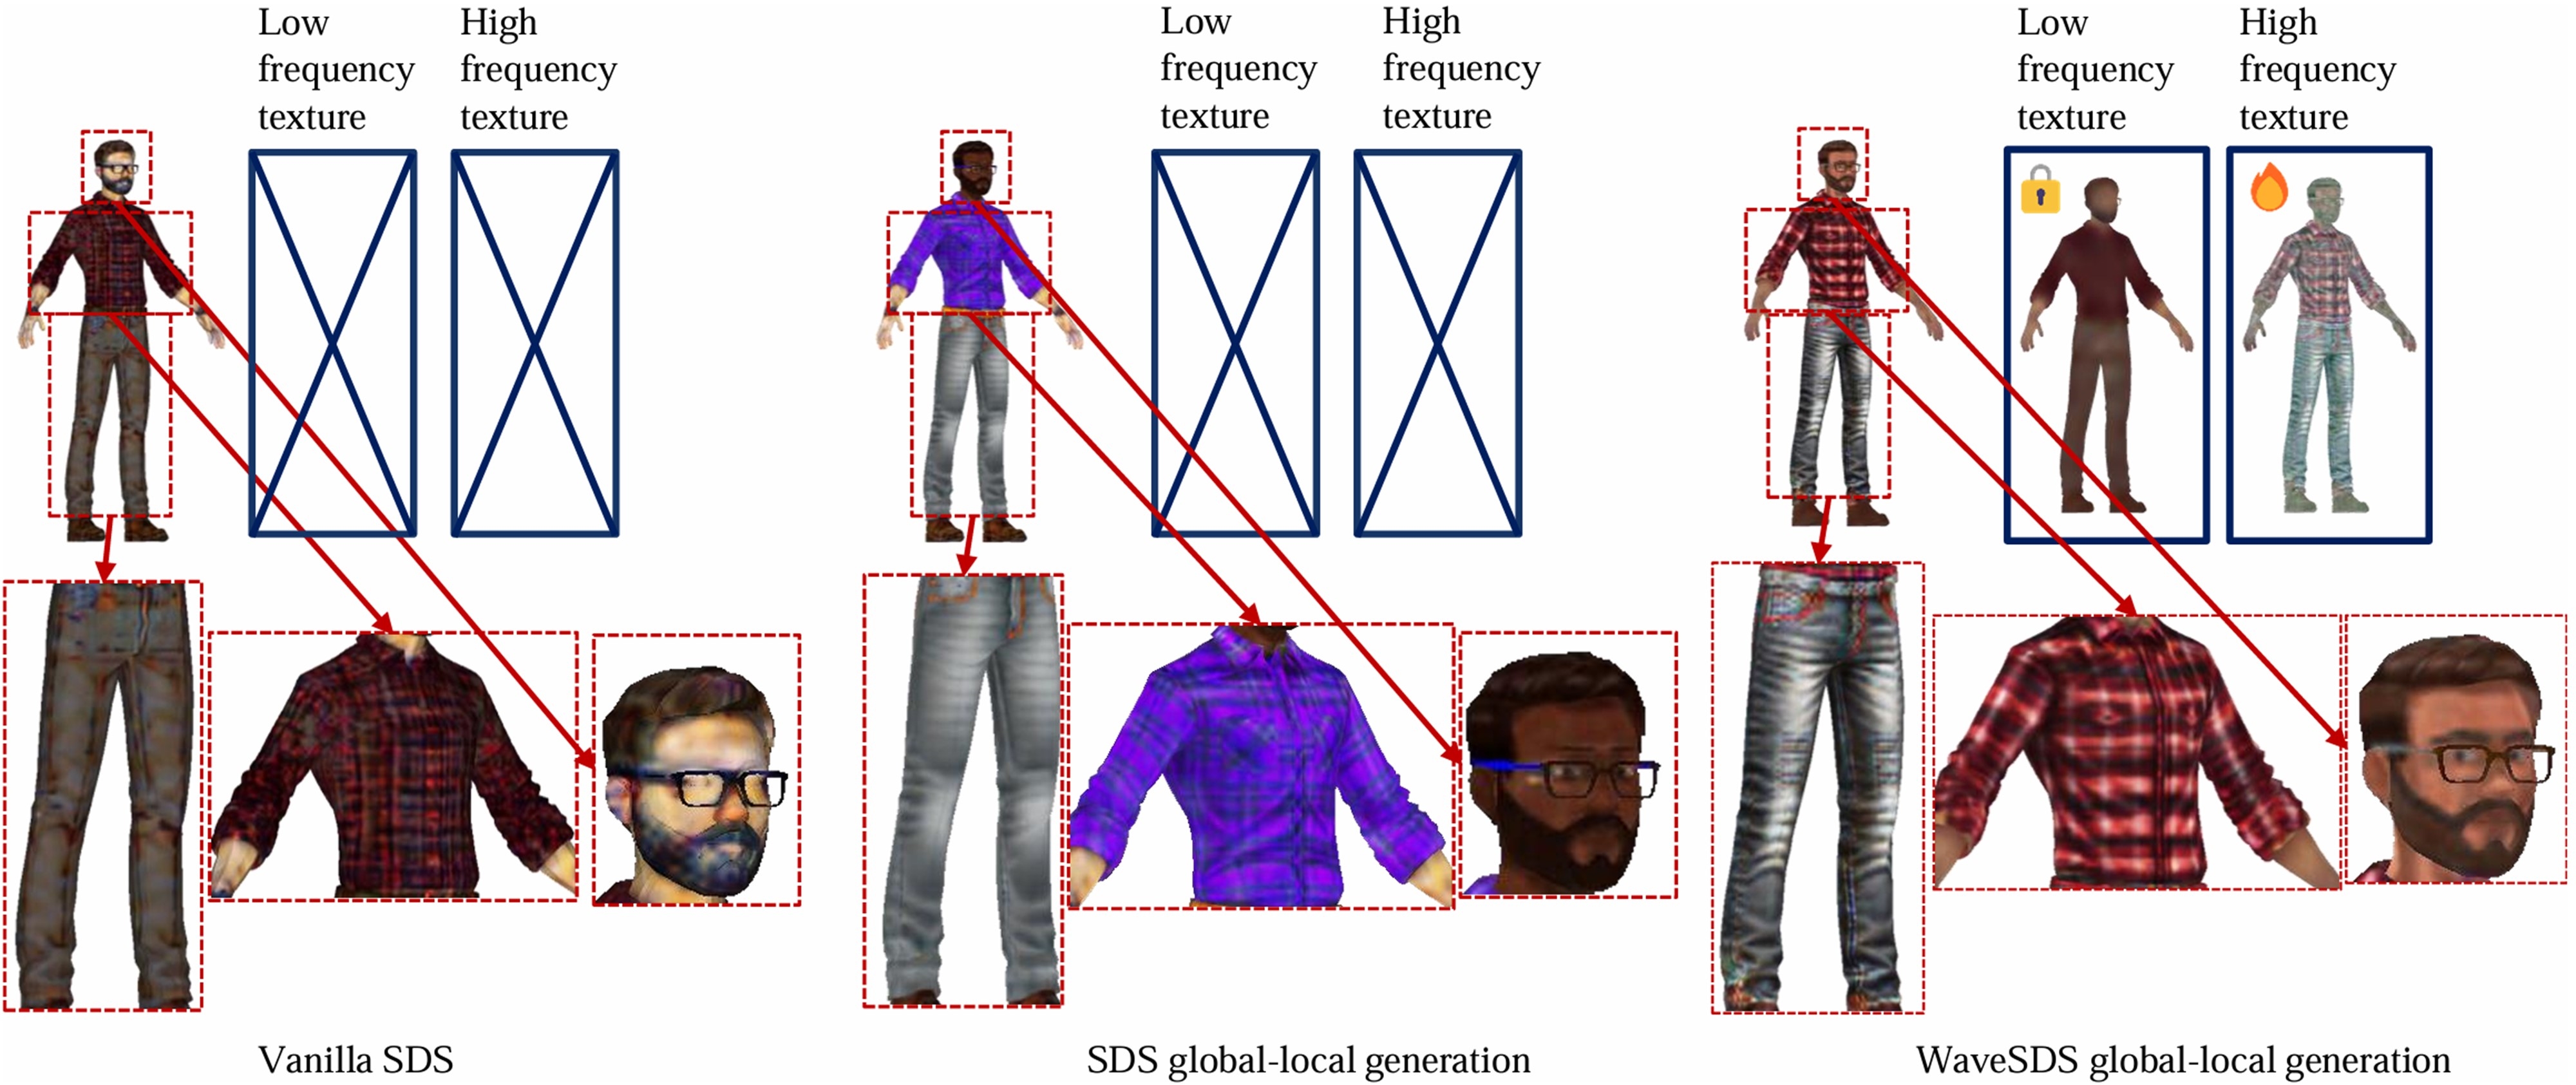 Low
frequency
texture
High
frequency
texture
Low
frequency
texture
High
frequency
texture
Low
frequency
texture
High
frequency
texture
Vanilla SDS
SDS global-local generation
WaveSDS global-local generation